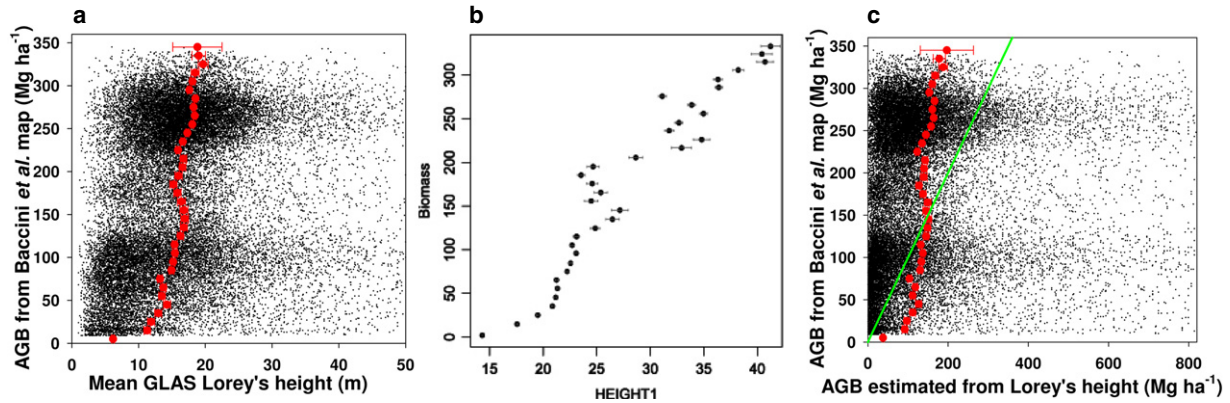 a
AGB from Baccini et al. map (Mg ha-1)
350
300
250
200
150
100
50
0
0 10 20 30 40 50
Mean GLAS Lorey's height (m)
b
Biomass
300
250
200
150
100
50
0
15 20 25 30 35 40
HEIGHT1
c
AGB from Baccini et al. map (Mg ha-1)
350
300
250
200
150
100
50
0
0 200 400 600 800
AGB estimated from Lorey's height (Mg ha-1)